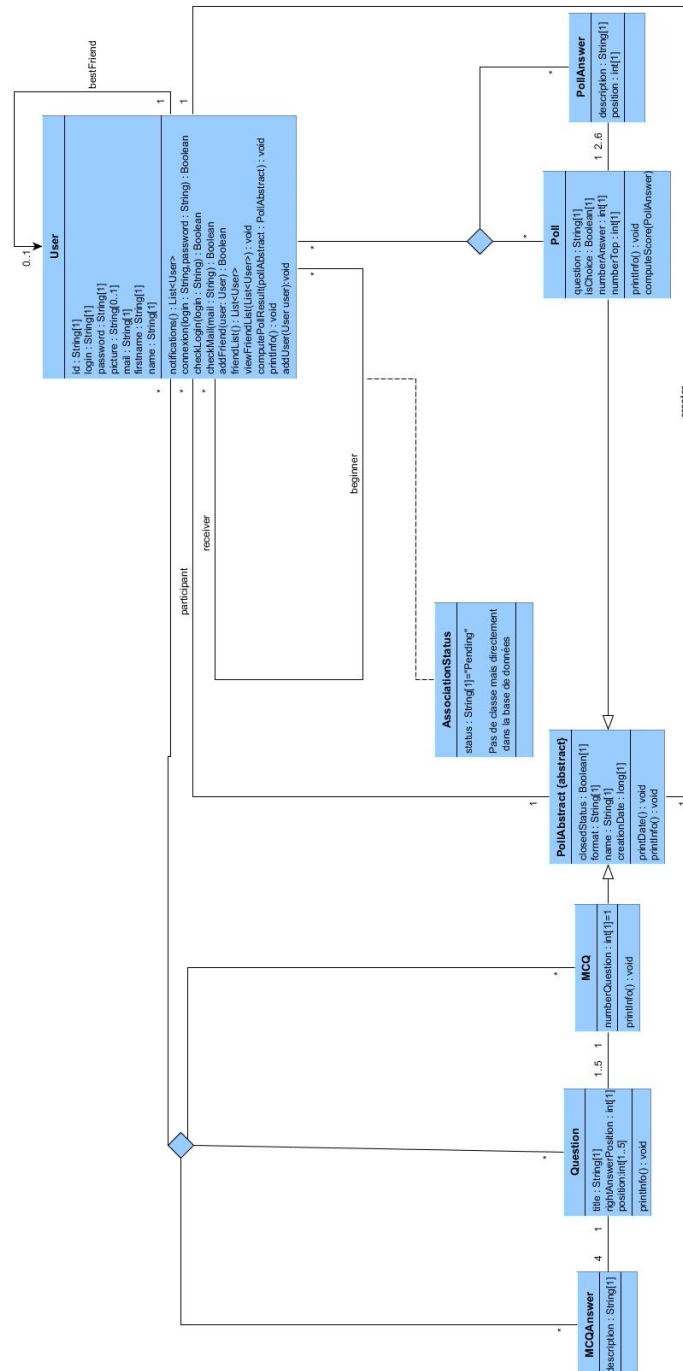 bestFriend
0..1
1
1
User
id : String[1]
login : String[1]
password : String[1]
picture : String[0..1]
mail : String[1]
firstname : String[1]
name : String[1]
notifications() : List<User>
connexion(login : String,password : String) : Boolean
checkLogin(login : String) : Boolean
checkMail(mail : String) : Boolean
addFriend(user: User) : Boolean
friendList() : List<User>
viewFriendList(List<User>) : void
computePollResult(pollAbstract : PollAbstract) : void
printInfo() : void
addUser(User user):void
*
*
*
*
*
participant
receiver
beginner
AssociationStatus
status : String[1]="Pending"
Pas de classe mais directement
dans la base de données
*
*
PollAnswer
description : String[1]
position : int[1]
1
2..6
Poll
question : String[1]
isChoice : Boolean[1]
numberAnswer : int[1]
numberTop : int[1]
printInfo() : void
computeScore(PollAnswer)
PollAbstract {abstract}
closedStatus : Boolean[1]
format : String[1]
name : String[1]
creationDate : long[1]
printDate() : void
printInfo() : void
1
1
MCQ
numberQuestion : int[1]=1
printInfo() : void
*
1..5
1
Question
title : String[1]
rightAnswerPosition : int[1]
position:int[1..5]
printInfo() : void
*
4
1
MCQAnswer
description : String[1]
*